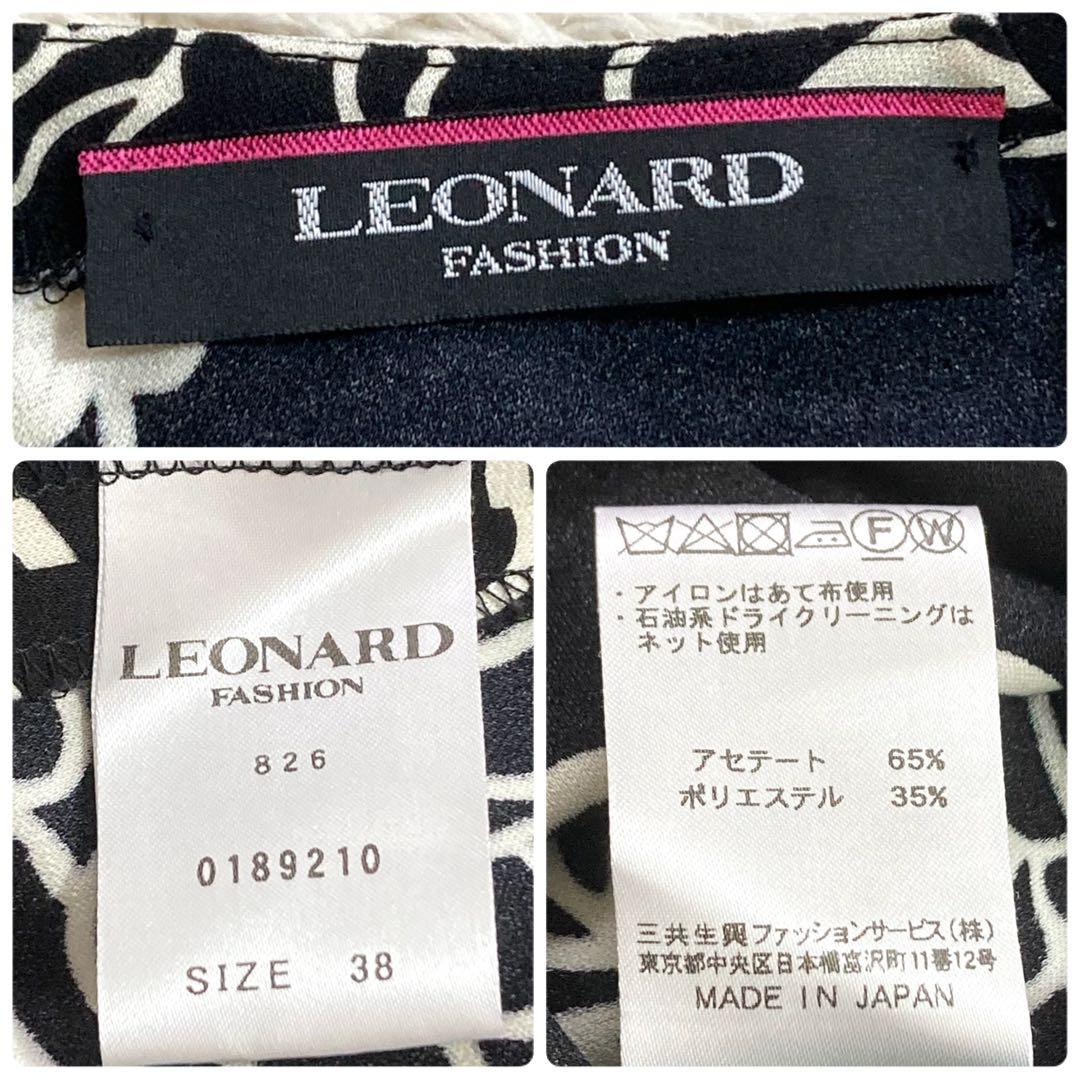 LEONARD
FASHION
LEONARD
FASHION
826
0189210
SIZE 38
F W
・アイロンはあて布使用
・石油系ドライクリーニングは
ネット使用
アセテート 65%
ポリエステル 35%
三共生興ファッションサービス(株)
東京都中央区日本橋富沢町11番12号
MADE IN JAPAN